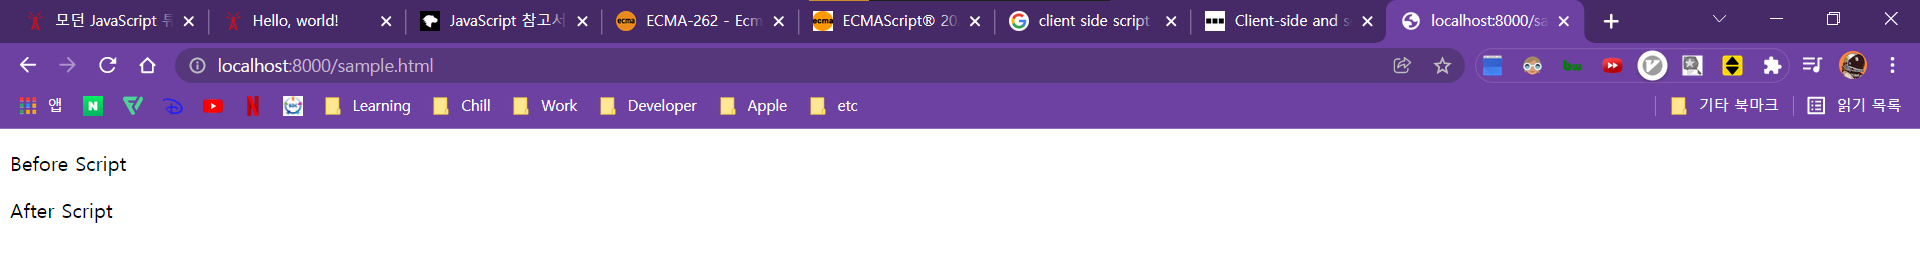 모던 JavaScript 튜
Hello, world!
JavaScript 참고서
ECMA-262 - Ecm
ECMAScript® 20
client side script
Client-side and s
localhost:8000/sa
localhost:8000/sample.html
앱 Learning Chill Work Developer Apple etc 기타 북마크 읽기 목록
Before Script
After Script